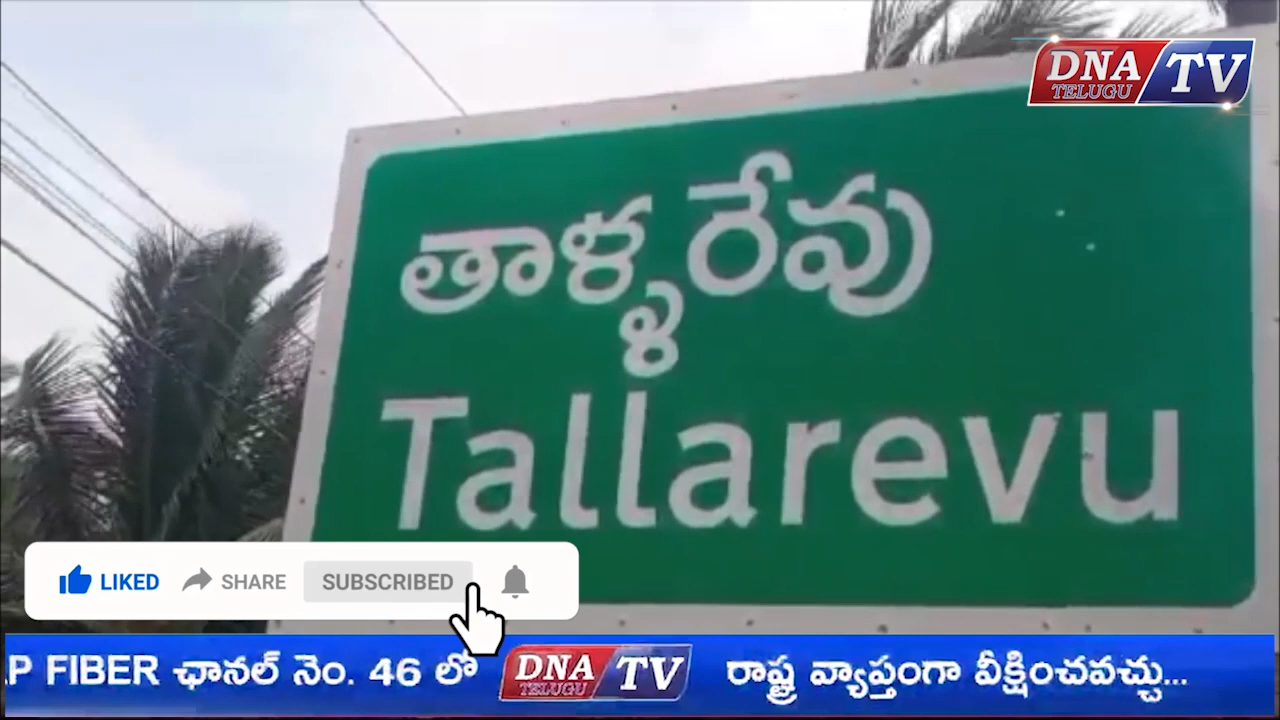 DNA TV
TELUGU
తాళ్ళరేవు
Tallarevu
LIKED SHARE SUBSCRIBED
P FIBER ఛానల్ నెం. 46 లో DNA TELUGU TV రాష్ట్ర వ్యాప్తంగా వీక్షించవచ్చు...